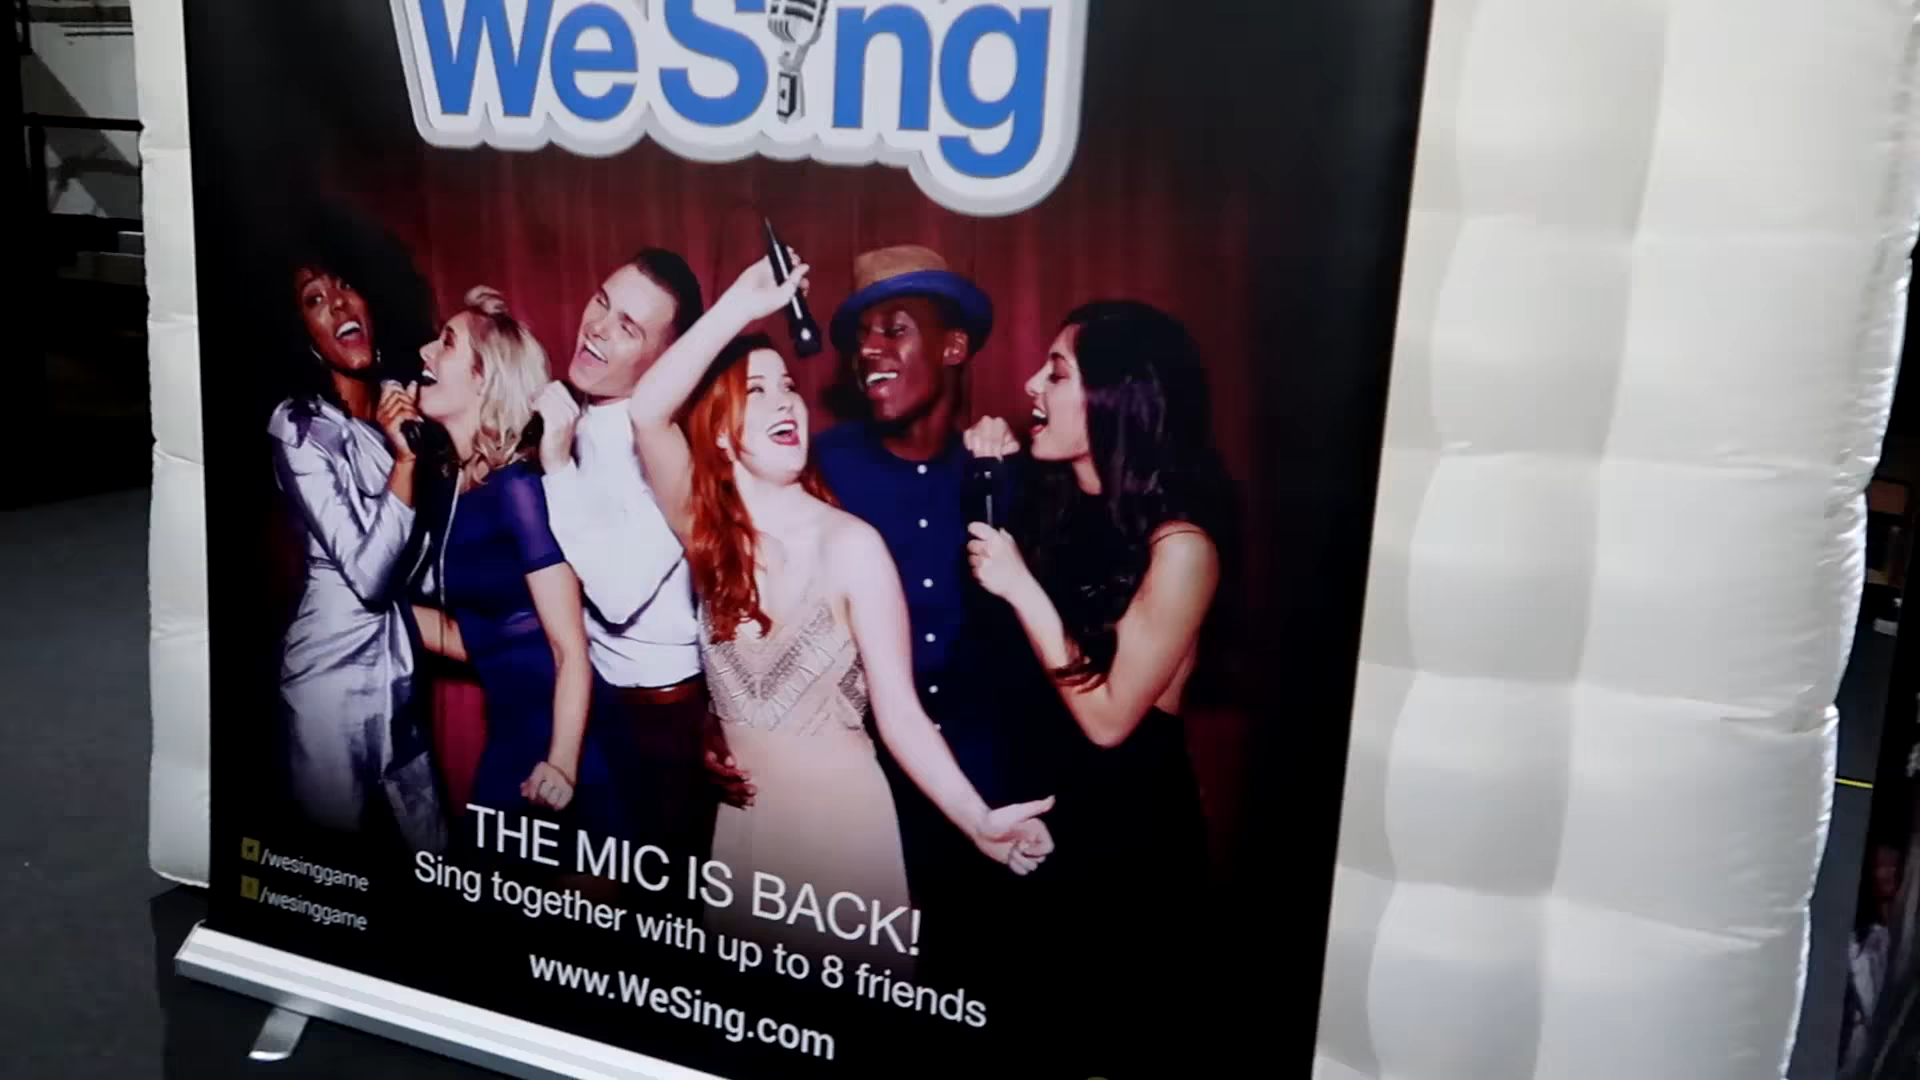 WeSing
THE MIC IS BACK!
Sing together with up to 8 friends
www.WeSing.com
/wesinggame
/wesinggame